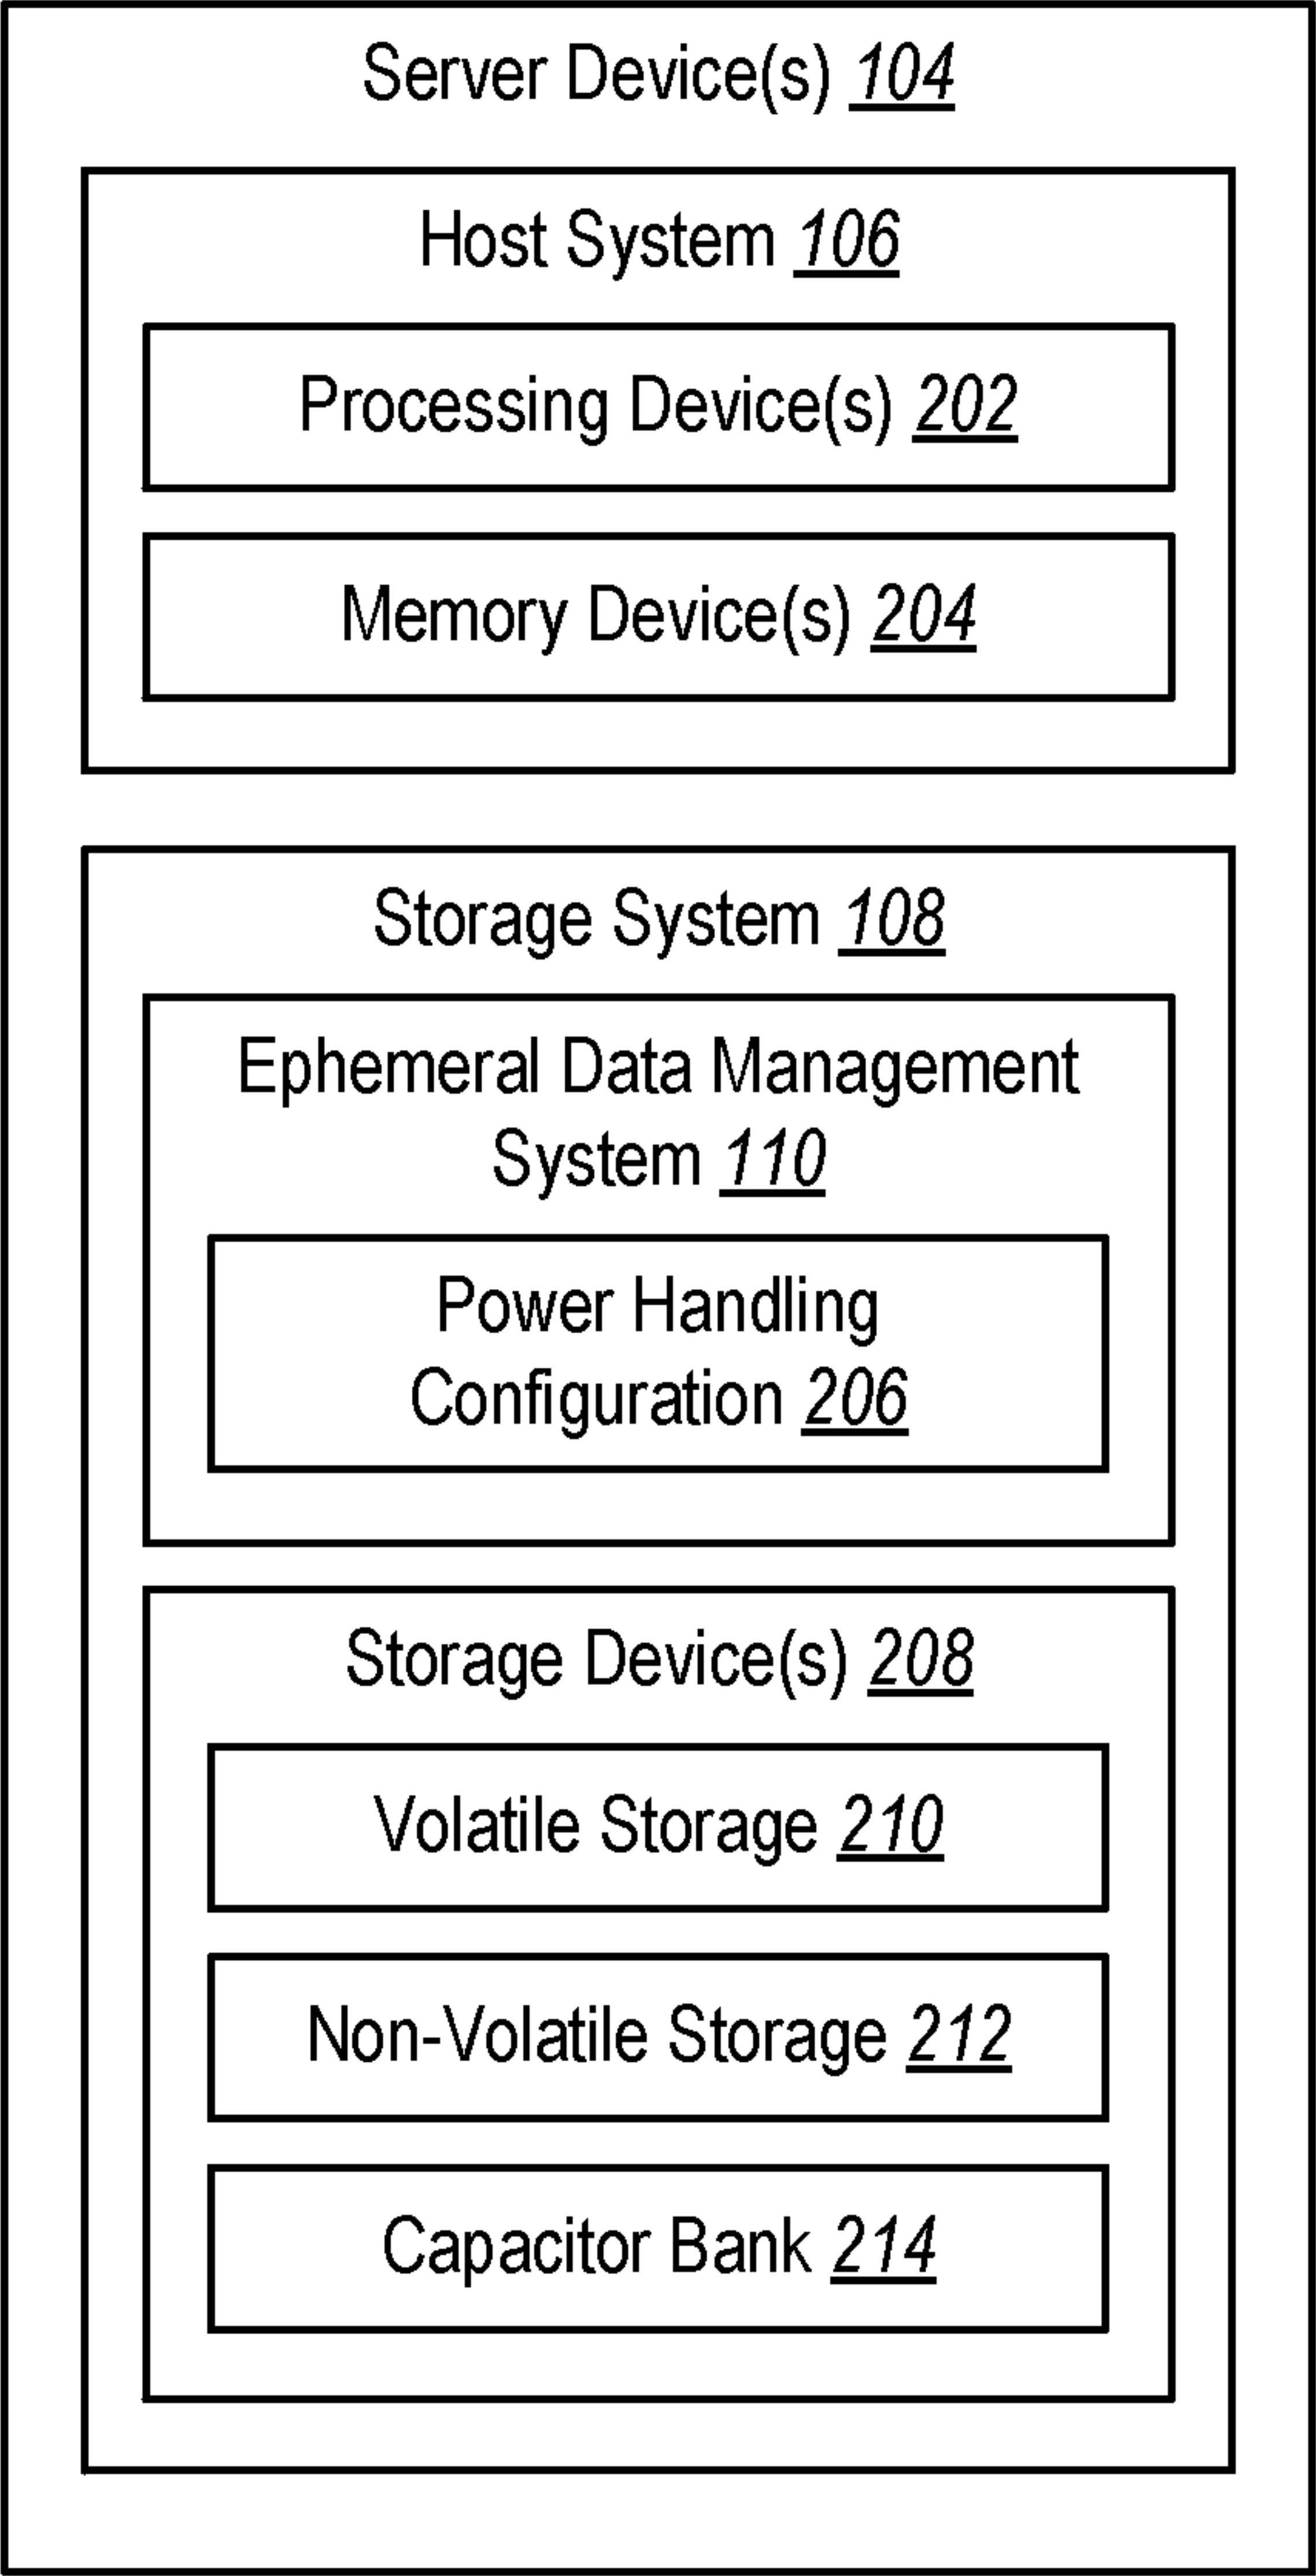 Server Device(s) 104
Host System 106
Processing Device(s) 202
Memory Device(s) 204
Storage System 108
Ephemeral Data Management
System 110
Power Handling
Configuration 206
Storage Device(s) 208
Volatile Storage 210
Non-Volatile Storage 212
Capacitor Bank 214